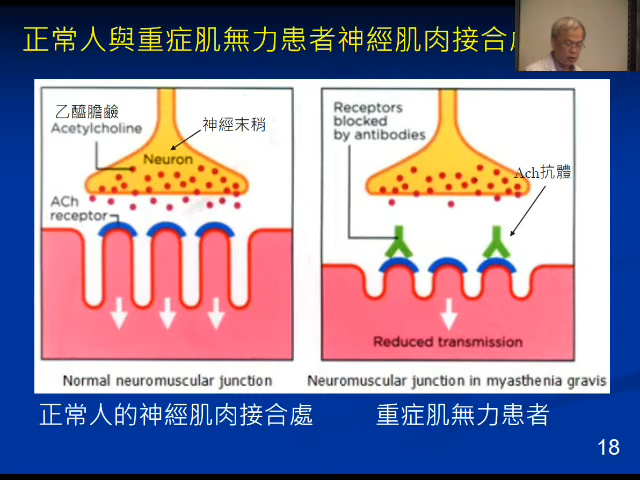 正常人與重症肌無力患者神經肌肉接合處
乙醯膽鹼
Acetylcholine
神經末稍
Neuron
ACh
receptor
Normal neuromuscular junction
Receptors
blocked
by antibodies
Ach抗體
Reduced transmission
Neuromuscular junction in myasthenia gravis
正常人的神經肌肉接合處
重症肌無力患者
18